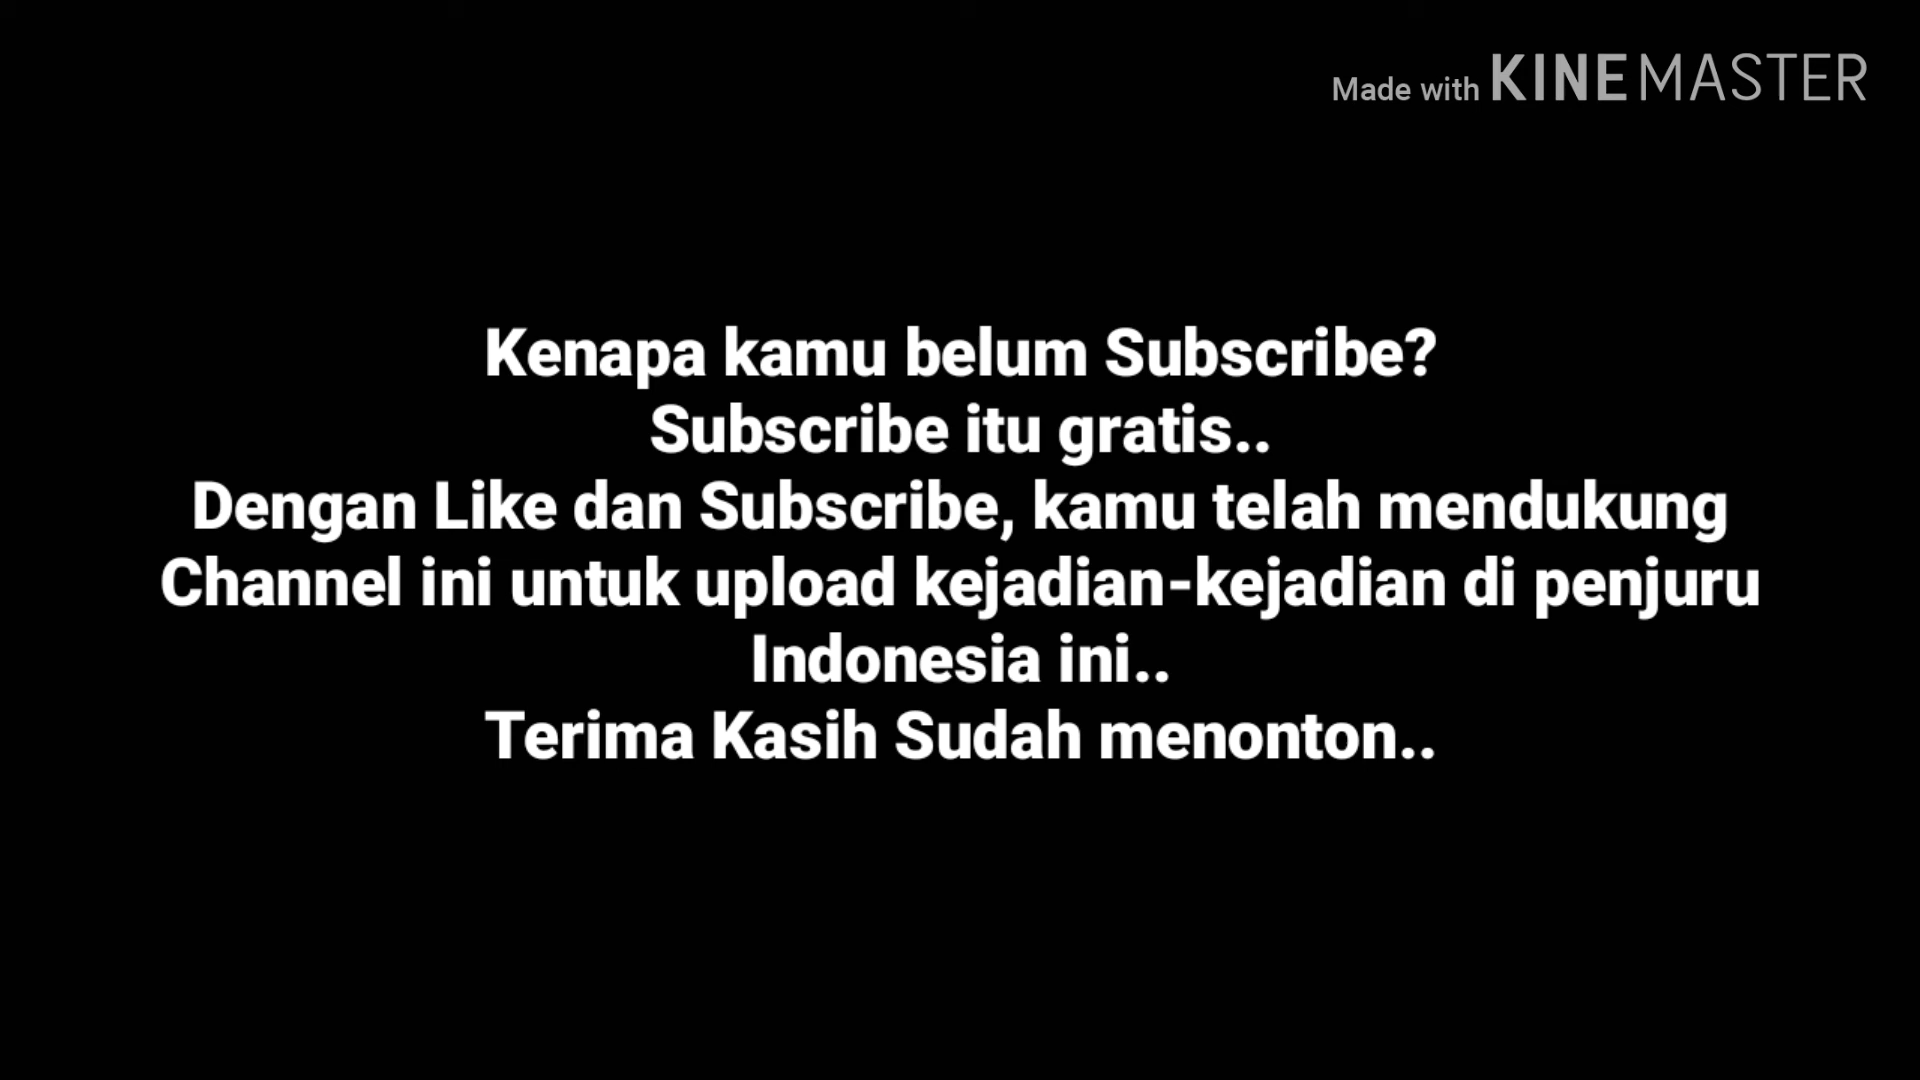 Made with KINEMASTER
Kenapa kamu belum Subscribe?
Subscribe itu gratis..
Dengan Like dan Subscribe, kamu telah mendukung
Channel ini untuk upload kejadian-kejadian di penjuru
Indonesia ini..
Terima Kasih Sudah menonton..